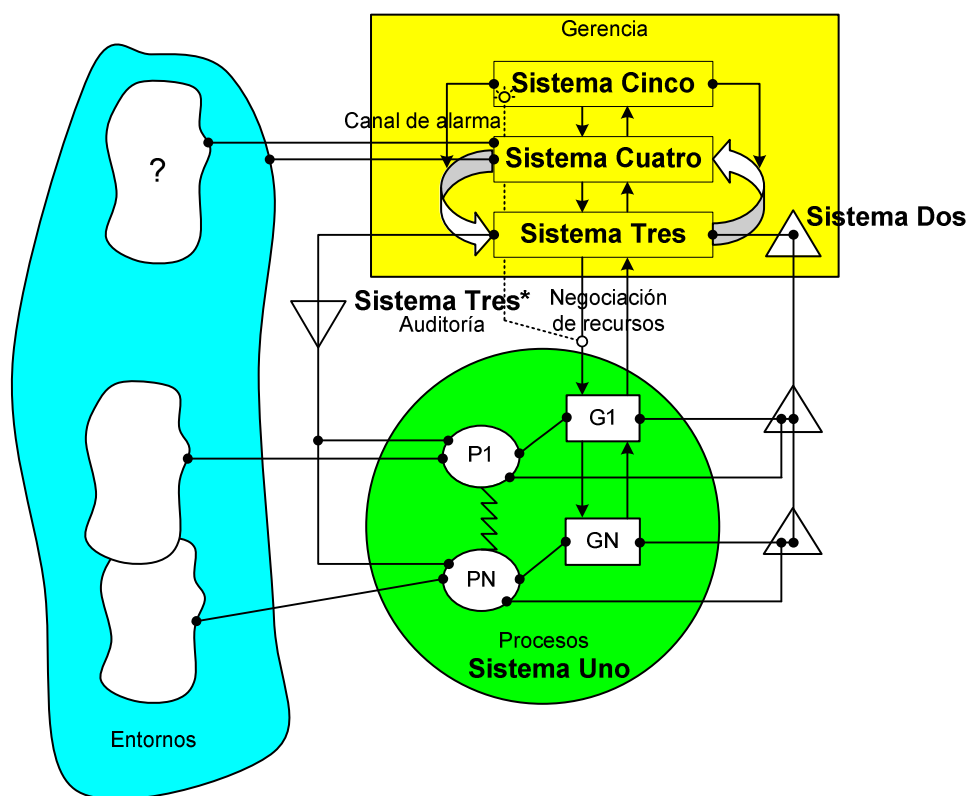 Gerencia
Sistema Cinco
Canal de alarma
Sistema Cuatro
?
Sistema Dos
Sistema Tres
Sistema Tres*
Auditoría
Negociación
de recursos
G1
P1
GN
PN
Procesos
Sistema Uno
Entornos